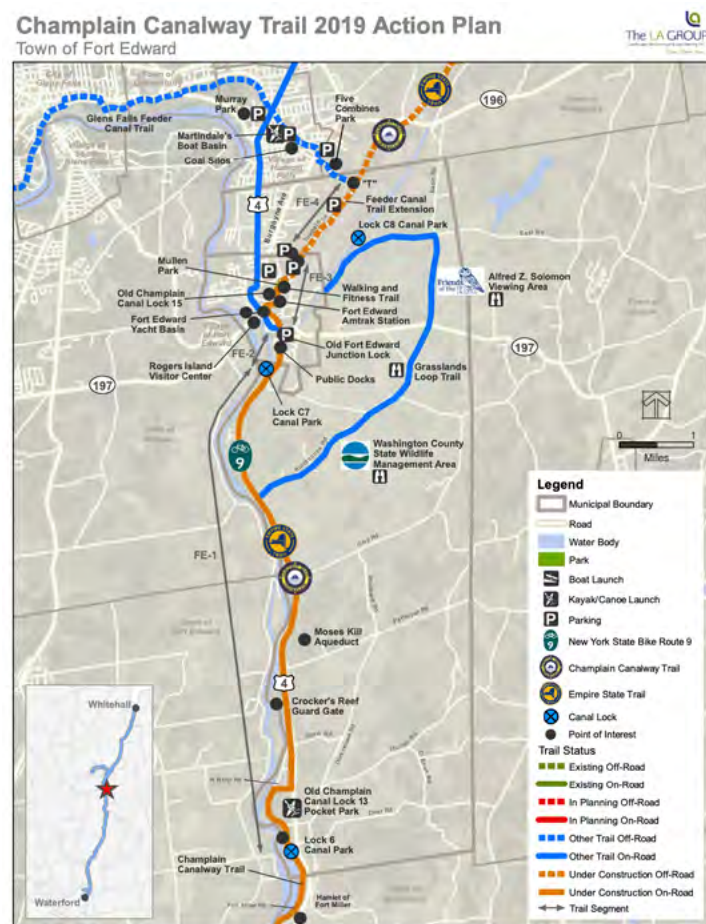 Champlain Canalway Trail 2019 Action Plan
Town of Fort Edward
The LA GROUP
196
Murray
Park
P
Five
Combines
Park
Glens Falls Feeder
Canal Trail
Martindale's
Boat Basin
P
P
Coal Silos
"T"
4
Burgoyne Ave
FE-4
P
Feeder Canal
Trail Extension
Lock C8 Canal Park
P
Mullen
Park
P
P
FE-3
Alfred Z. Solomon
Viewing Area
Old Champlain
Canal Lock 15
Walking and
Fitness Trail
Fort Edward
Yacht Basin
Fort Edward
Amtrak Station
P
Old Fort Edward
Junction Lock
197
Rogers Island
Visitor Center
FE-2
Public Docks
Grasslands
Loop Trail
197
Lock C7
Canal Park
9
Washington County
State Wildlife
Management Area
0 1
Miles
FE-1
Moses Kill
Aqueduct
4
Crocker's Reef
Guard Gate
Old Champlain
Canal Lock 13
Pocket Park
Lock 6
Canal Park
Champlain
Canalway Trail
Hamlet of
Fort Miller
Whitehall
Waterford
Legend
Municipal Boundary
Road
Water Body
Park
Boat Launch
Kayak/Canoe Launch
P Parking
9 New York State Bike Route 9
Champlain Canalway Trail
Empire State Trail
Canal Lock
Point of Interest
Trail Status
Existing Off-Road
Existing On-Road
In Planning Off-Road
In Planning On-Road
Other Trail Off-Road
Other Trail On-Road
Under Construction Off-Road
Under Construction On-Road
Trail Segment